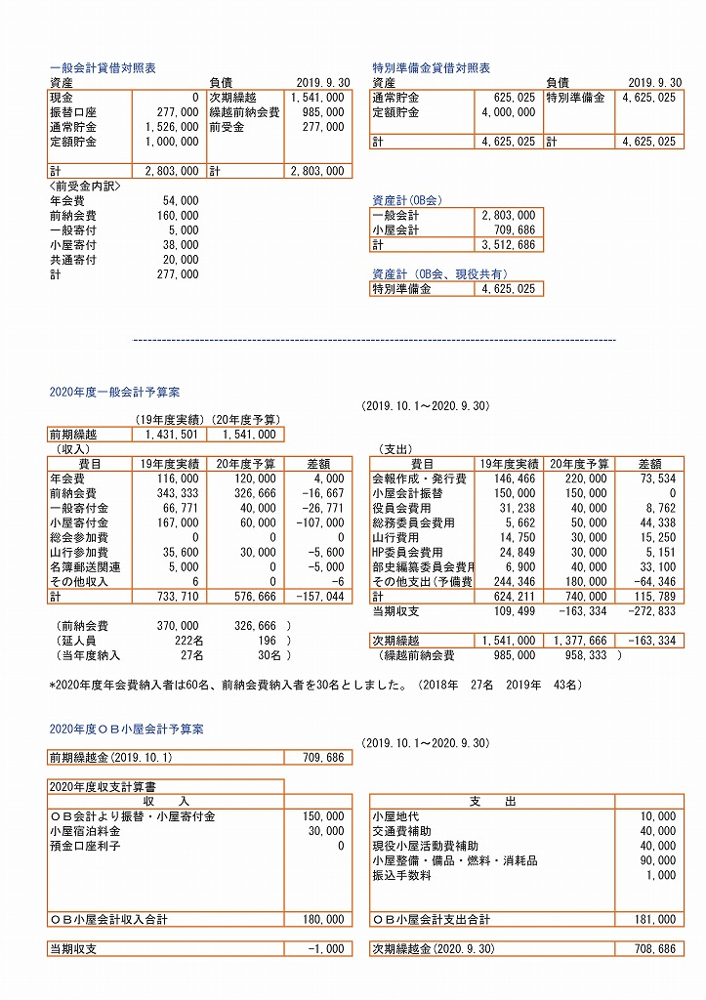 一般会計貸借対照表
資産 負債 2019.9.30
現金 0 次期繰越 1,541,000
振替口座 277,000 繰越前納会費 985,000
通常貯金 1,526,000 前受金 277,000
定額貯金 1,000,000
計 2,803,000 計 2,803,000
<前受金内訳>
年会費 54,000
前納会費 160,000
一般寄付 5,000
小屋寄付 38,000
共通寄付 20,000
計 277,000
特別準備金貸借対照表
資産 負債 2019.9.30
通常貯金 625,025 特別準備金 4,625,025
定額貯金 4,000,000
計 4,625,025 計 4,625,025
資産計(OB会)
一般会計 2,803,000
小屋会計 709,686
計 3,512,686
資産計(OB会、現役共有)
特別準備金 4,625,025
2020年度一般会計予算案
(2019.10.1~2020.9.30)
(19年度実績) (20年度予算)
前期繰越 1,431,501 1,541,000
(収入)
費目 19年度実績 20年度予算 差額
年会費 116,000 120,000 4,000
前納会費 343,333 326,666 -16,667
一般寄付金 66,771 40,000 -26,771
小屋寄付金 167,000 60,000 -107,000
総会参加費 0 0 0
山行参加費 35,600 30,000 -5,600
名簿郵送関連 5,000 0 -5,000
その他収入 6 0 -6
計 733,710 576,666 -157,044
(前納会費 370,000 326,666 )
(延人員 222名 196 )
(当年度納入 27名 30名 )
(支出)
費目 19年度実績 20年度予算 差額
会報作成・発行費 146,466 220,000 73,534
小屋会計振替 150,000 150,000 0
役員会費用 31,238 40,000 8,762
総務委員会費用 5,662 50,000 44,338
山行費用 14,750 30,000 15,250
HP委員会費用 24,849 30,000 5,151
部史編纂委員会費用 6,900 40,000 33,100
その他支出(予備費 244,346 180,000 -64,346
計 624,211 740,000 115,789
当期収支 109,499 -163,334 -272,833
次期繰越 1,541,000 1,377,666 -163,334
(繰越前納会費 985,000 958,333 )
*2020年度年会費納入者は60名、前納会費納入者を30名としました。(2018年 27名 2019年 43名)
2020年度OB小屋会計予算案
(2019.10.1~2020.9.30)
前期繰越金(2019.10.1) 709,686
2020年度収支計算書
収 入
OB会計より振替・小屋寄付金 150,000
小屋宿泊料金 30,000
預金口座利子 0
OB小屋会計収入合計 180,000
当期収支 -1,000
支 出
小屋地代 10,000
交通費補助 40,000
現役小屋活動費補助 40,000
小屋整備・備品・燃料・消耗品 90,000
振込手数料 1,000
OB小屋会計支出合計 181,000
次期繰越金(2020.9.30) 708,686